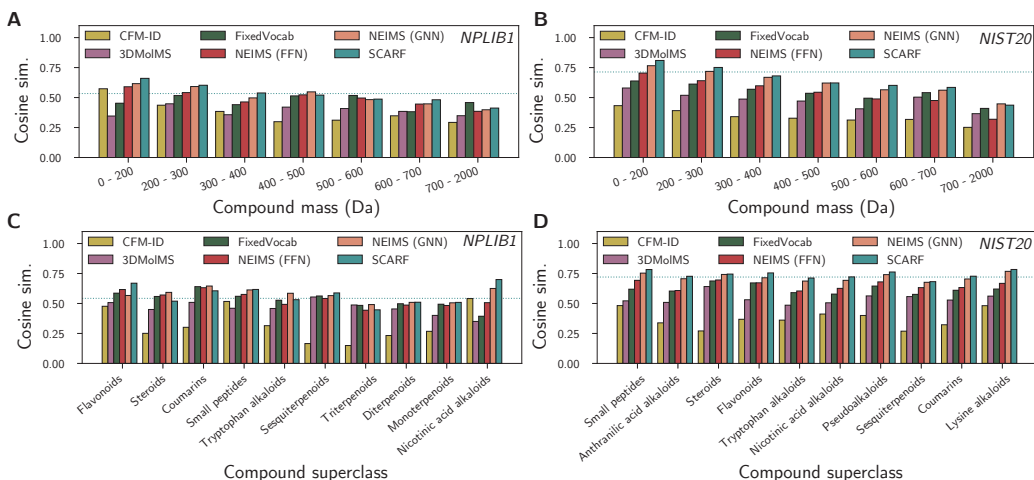 A
CFM-ID
3DMolMS
FixedVocab
NEIMS (FFN)
NEIMS (GNN)
SCARF
NPLIB1
Cosine sim.
1.00
0.75
0.50
0.25
0.00
0 - 200
200 - 300
300 - 400
400 - 500
500 - 600
600 - 700
700 - 2000
Compound mass (Da)
B
CFM-ID
3DMolMS
FixedVocab
NEIMS (FFN)
NEIMS (GNN)
SCARF
NIST20
Cosine sim.
1.00
0.75
0.50
0.25
0.00
0 - 200
200 - 300
300 - 400
400 - 500
500 - 600
600 - 700
700 - 2000
Compound mass (Da)
C
CFM-ID
3DMolMS
FixedVocab
NEIMS (FFN)
NEIMS (GNN)
SCARF
NPLIB1
Cosine sim.
1.00
0.75
0.50
0.25
0.00
Flavonoids
Steroids
Coumarins
Small peptides
Tryptophan alkaloids
Sesquiterpenoids
Triterpenoids
Diterpenoids
Monoterpenoids
Nicotinic acid alkaloids
Compound superclass
D
CFM-ID
3DMolMS
FixedVocab
NEIMS (FFN)
NEIMS (GNN)
SCARF
NIST20
Cosine sim.
1.00
0.75
0.50
0.25
0.00
Small peptides
Anthranilic acid alkaloids
Steroids
Flavonoids
Tryptophan alkaloids
Nicotinic acid alkaloids
Pseudoalkaloids
Sesquiterpenoids
Coumarins
Lysine alkaloids
Compound superclass